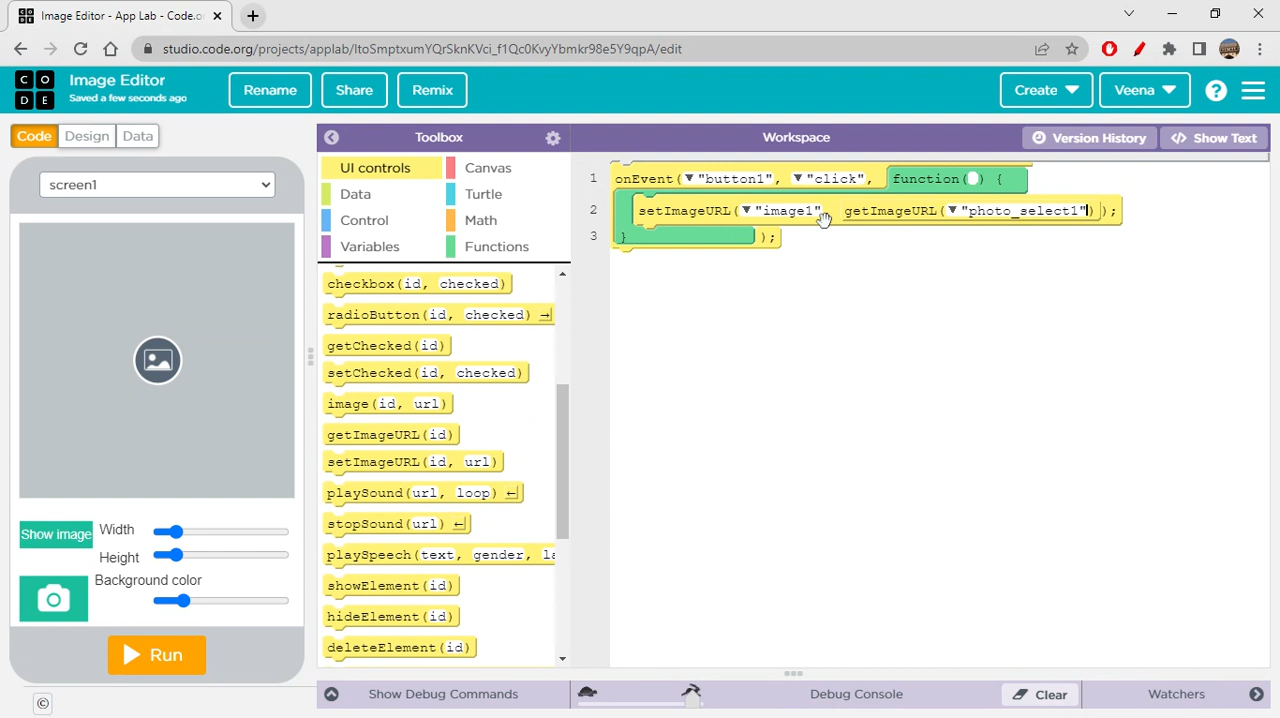 Image Editor - App Lab - Code.o
studio.code.org/projects/applab/ltoSmptxumYQrSknKVci_f1Qc0KvyYbmkr98e5Y9qpA/edit
C O D E
Image Editor
Saved a few seconds ago
Rename
Share
Remix
Create
Veena
?
Code
Design
Data
Toolbox
Workspace
Version History
Show Text
screen1
UI controls
Canvas
Data
Turtle
Control
Math
Variables
Functions
1 onEvent( "button1", "click", function( ) {
2 setImageURL( "image1", getImageURL( "photo_select1") );
3 } );
checkbox(id, checked)
radioButton(id, checked)
getChecked(id)
setChecked(id, checked)
image(id, url)
getImageURL(id)
setImageURL(id, url)
playSound(url, loop)
stopSound(url)
playSpeech(text, gender, la
showElement(id)
hideElement(id)
deleteElement(id)
Show image
Width
Height
Background color
Run
©
Show Debug Commands
Debug Console
Clear
Watchers